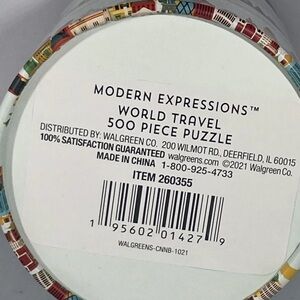 MODERN EXPRESSIONS™
WORLD TRAVEL
500 PIECE PUZZLE
DISTRIBUTED BY: WALGREEN CO. 200 WILMOT RD., DEERFIELD, IL 60015
100% SATISFACTION GUARANTEED walgreens.com ©2021 Walgreen Co.
MADE IN CHINA 1-800-925-4733
ITEM 260355
1 95602 01427 9
WALGREENS-CNNB-1021